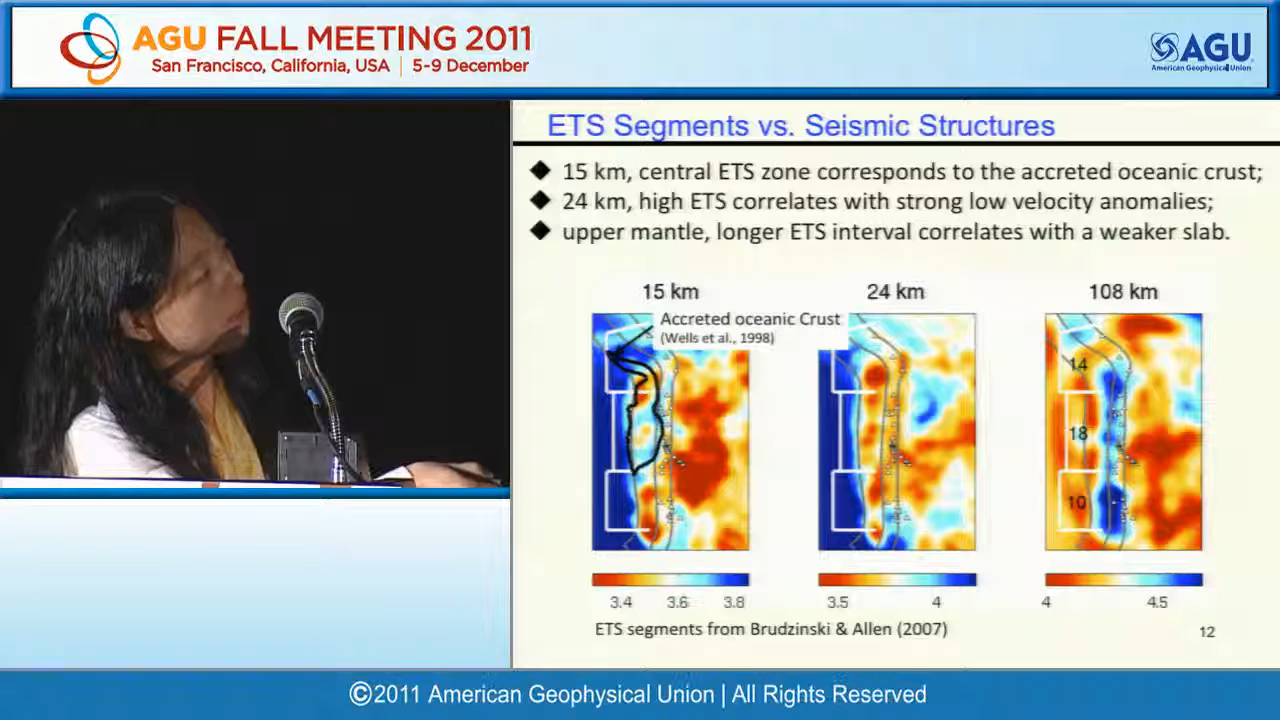 AGU FALL MEETING 2011
San Francisco, California, USA | 5-9 December
AGU
American Geophysical Union
ETS Segments vs. Seismic Structures
◆ 15 km, central ETS zone corresponds to the accreted oceanic crust;
◆ 24 km, high ETS correlates with strong low velocity anomalies;
◆ upper mantle, longer ETS interval correlates with a weaker slab.
15 km
24 km
108 km
Accreted oceanic Crust
(Wells et al., 1998)
14
18
10
3.4 3.6 3.8
3.5 4
4 4.5
ETS segments from Brudzinski & Allen (2007)
12
©2011 American Geophysical Union | All Rights Reserved